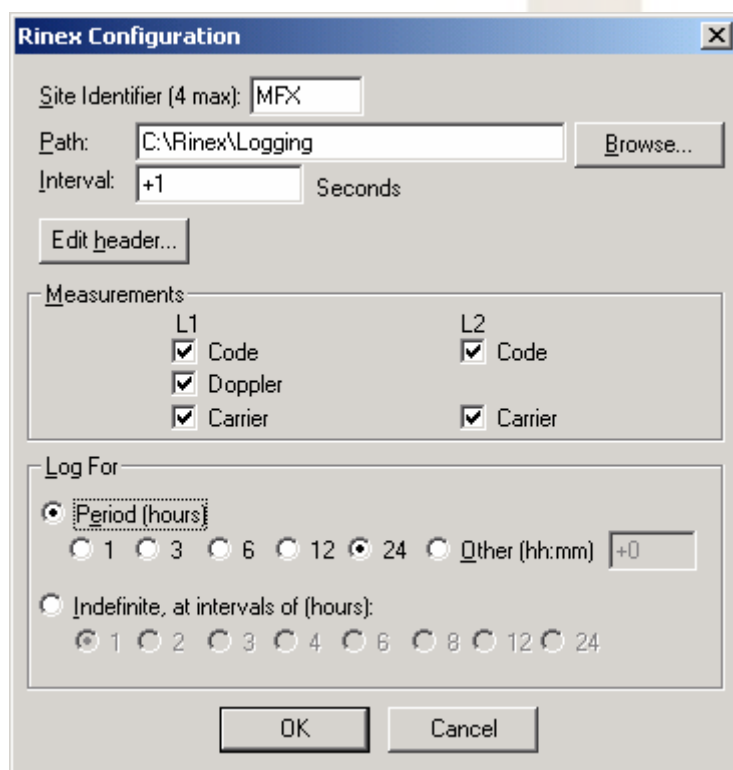 Rinex Configuration
Site Identifier (4 max): MFX
Path: C:\Rinex\Logging Browse...
Interval: +1 Seconds
Edit header...
Measurements
L1 L2
Code Code
Doppler
Carrier Carrier
Log For
Period (hours)
1 3 6 12 24 Other (hh:mm) +0
Indefinite, at intervals of (hours):
1 2 3 4 6 8 12 24
OK Cancel